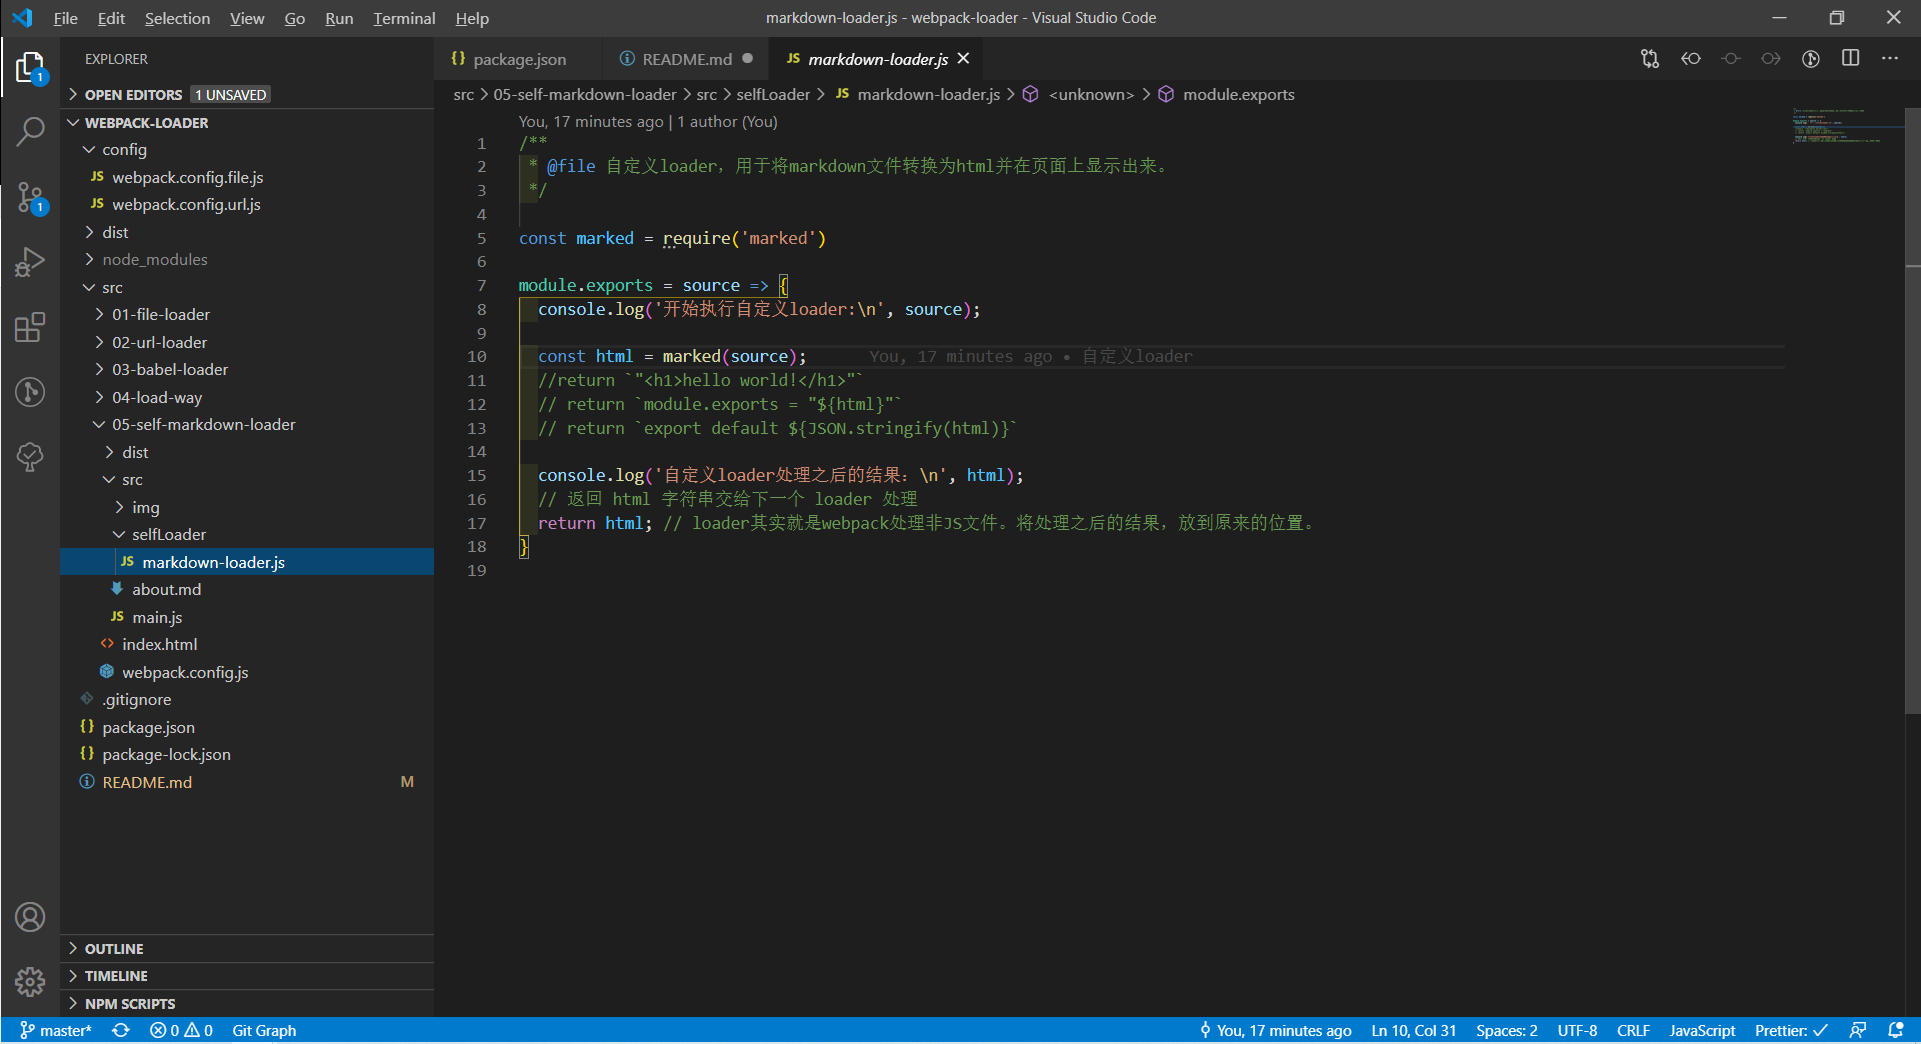 File Edit Selection View Go Run Terminal Help
markdown-loader.js - webpack-loader - Visual Studio Code
EXPLORER
OPEN EDITORS 1 UNSAVED
WEBPACK-LOADER
config
JS webpack.config.file.js
JS webpack.config.url.js
dist
node_modules
src
01-file-loader
02-url-loader
03-babel-loader
04-load-way
05-self-markdown-loader
dist
src
img
selfLoader
JS markdown-loader.js
about.md
JS main.js
index.html
webpack.config.js
.gitignore
{} package.json
{} package-lock.json
README.md M
OUTLINE
TIMELINE
NPM SCRIPTS
1
1
{} package.json
README.md
JS markdown-loader.js
src > 05-self-markdown-loader > src > selfLoader > JS markdown-loader.js > <unknown> > module.exports
You, 17 minutes ago | 1 author (You)
1 /**
2  * @file 自定义loader，用于将markdown文件转换为html并在页面上显示出来。
3  */
4
5 const marked = require('marked')
6
7 module.exports = source => {
8   console.log('开始执行自定义loader:\n', source);
9
10   const html = marked(source); You, 17 minutes ago • 自定义loader
11   //return `"<h1>hello world!</h1>"`
12   // return `module.exports = "${html}"`
13   // return `export default ${JSON.stringify(html)}`
14
15   console.log('自定义loader处理之后的结果：\n', html);
16   // 返回 html 字符串交给下一个 loader 处理
17   return html; // loader其实就是webpack处理非JS文件。将处理之后的结果，放到原来的位置。
18 }
19
master* 0 0 Git Graph You, 17 minutes ago Ln 10, Col 31 Spaces: 2 UTF-8 CRLF JavaScript Prettier: ✓